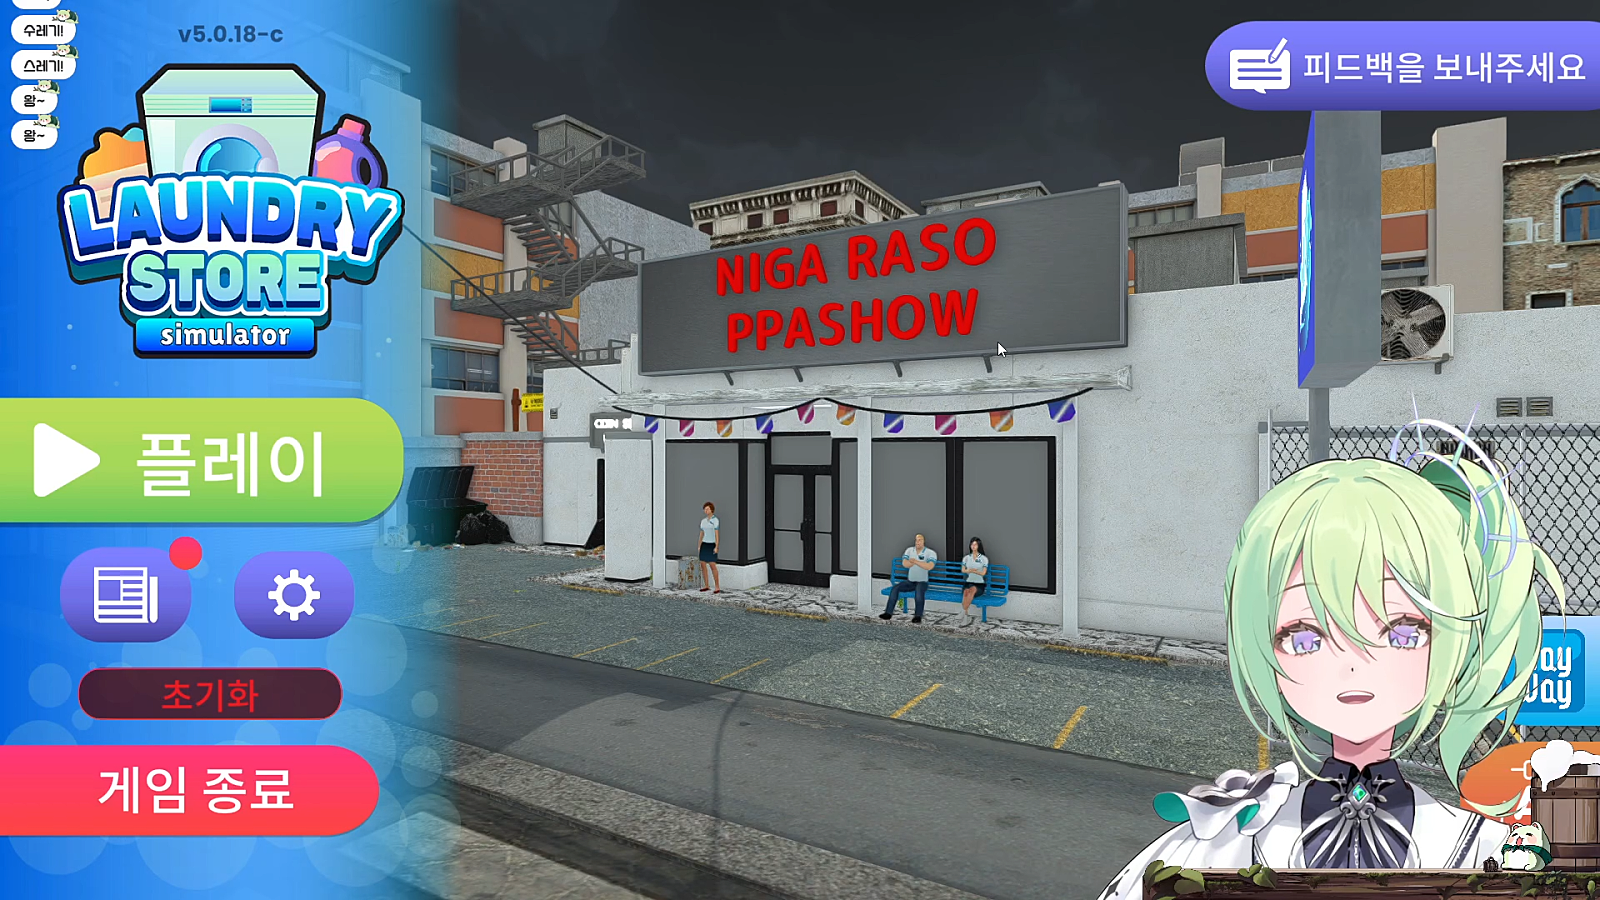 수레기!
스레기!
왕~
왕~
v5.0.18-c
LAUNDRY
STORE
simulator
플레이
초기화
게임 종료
피드백을 보내주세요
NIGA RASO
PPASHOW